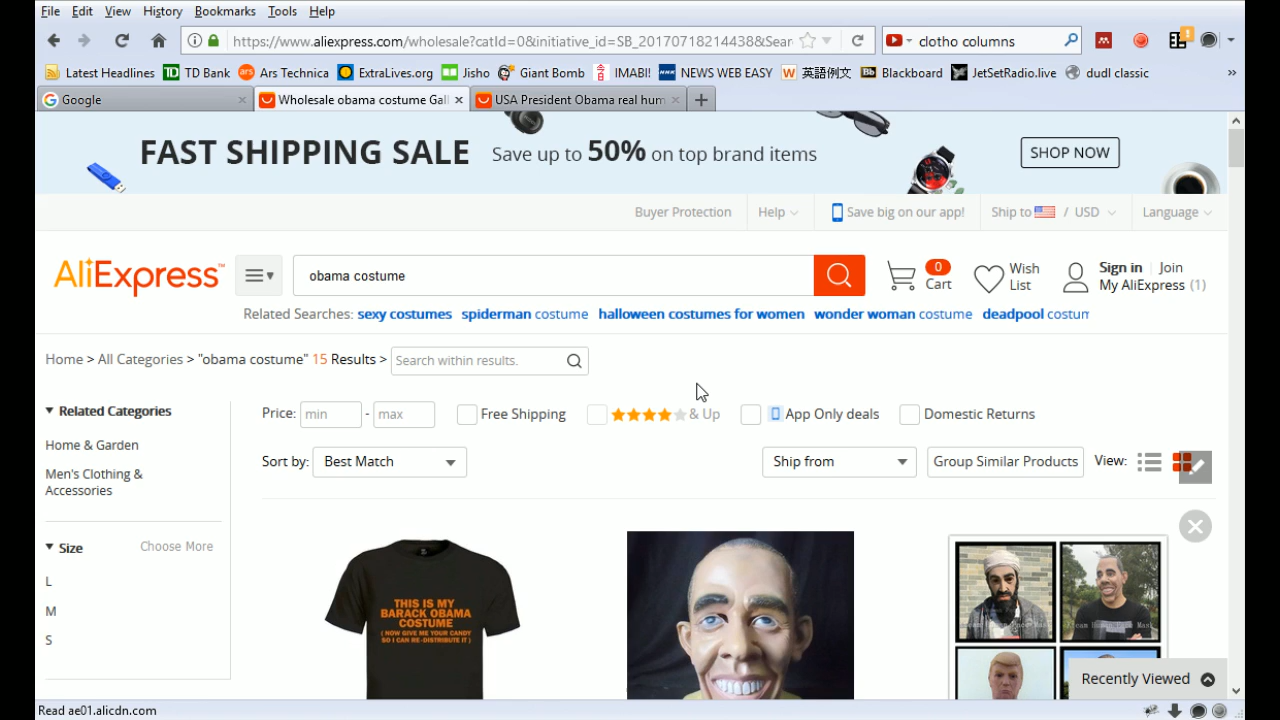 File Edit View History Bookmarks Tools Help
https://www.aliexpress.com/wholesale?catId=0&initiative_id=SB_20170718214438&Sear
clotho columns
1
Latest Headlines TD Bank Ars Technica ExtraLives.org Jisho Giant Bomb IMABI! NEWS WEB EASY 英語例文 Blackboard JetSetRadio.live dudl classic »
Google Wholesale obama costume Gal USA President Obama real hum
FAST SHIPPING SALE Save up to 50% on top brand items SHOP NOW
Buyer Protection Help Save big on our app! Ship to / USD Language
AliExpress™ obama costume 0 Cart Wish List Sign in Join My AliExpress (1)
Related Searches: sexy costumes spiderman costume halloween costumes for women wonder woman costume deadpool costum
Home > All Categories > "obama costume" 15 Results > Search within results.
Related Categories
Price: min - max Free Shipping & Up App Only deals Domestic Returns
Home & Garden
Sort by: Best Match Ship from Group Similar Products View:
Men's Clothing &
Accessories
Size Choose More
L
M
S
THIS IS MY
BARACK OBAMA
COSTUME
( NOW GIVE ME YOUR CANDY
SO I CAN RE-DISTRIBUTE IT )
Recently Viewed
Read ae01.alicdn.com